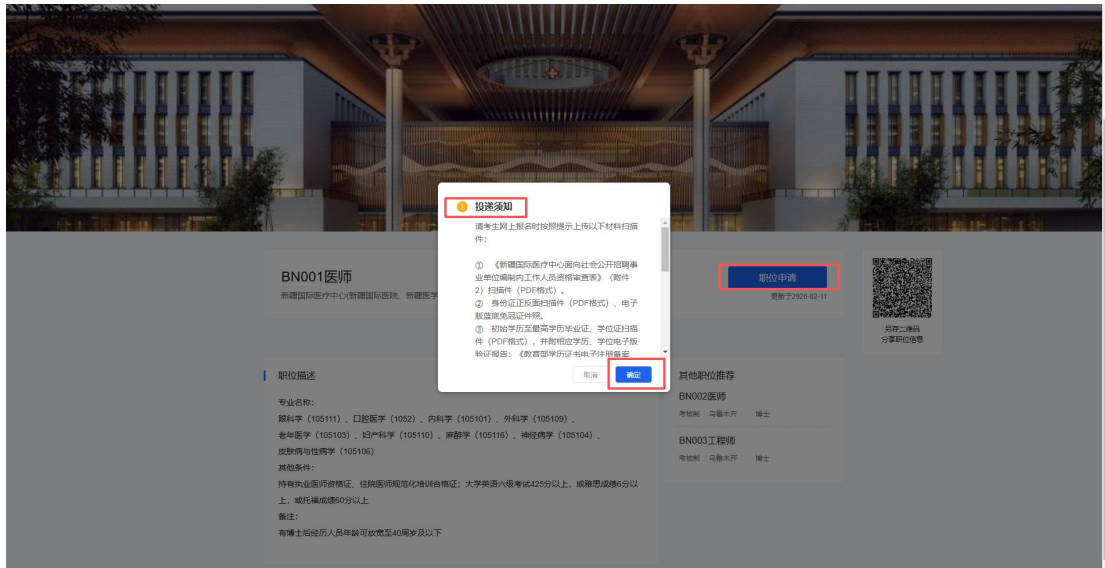 投递须知
请考生网上报名时按照提示上传以下材料扫描
件：
① 《新疆国际医疗中心面向社会公开招聘事
业单位编制内工作人员资格审查表》（附件
2）扫描件（PDF格式）。
② 身份证正反面扫描件（PDF格式）、电子
版蓝底免冠证件照。
③ 初始学历至最高学历毕业证、学位证扫描
件（PDF格式），并附相应学历、学位电子版
验证报告：《教育部学历证书电子注册备案
取消
确定
BN001医师
新疆国际医疗中心(新疆国际医院、新疆医学
职位申请
更新于2026-02-11
另存二维码
分享职位信息
职位描述
专业名称：
眼科学（105111）、口腔医学（1052）、内科学（105101）、外科学（105109）、
老年医学（105103）、妇产科学（105110）、麻醉学（105116）、神经病学（105104）、
皮肤病与性病学（105106）
其他条件：
持有执业医师资格证、住院医师规范化培训合格证；大学英语六级考试425分以上，或雅思成绩6分以
上，或托福成绩60分以上
备注：
有博士后经历人员年龄可放宽至40周岁及以下
其他职位推荐
BN002医师
考核制 乌鲁木齐 博士
BN003工程师
考核制 乌鲁木齐 博士